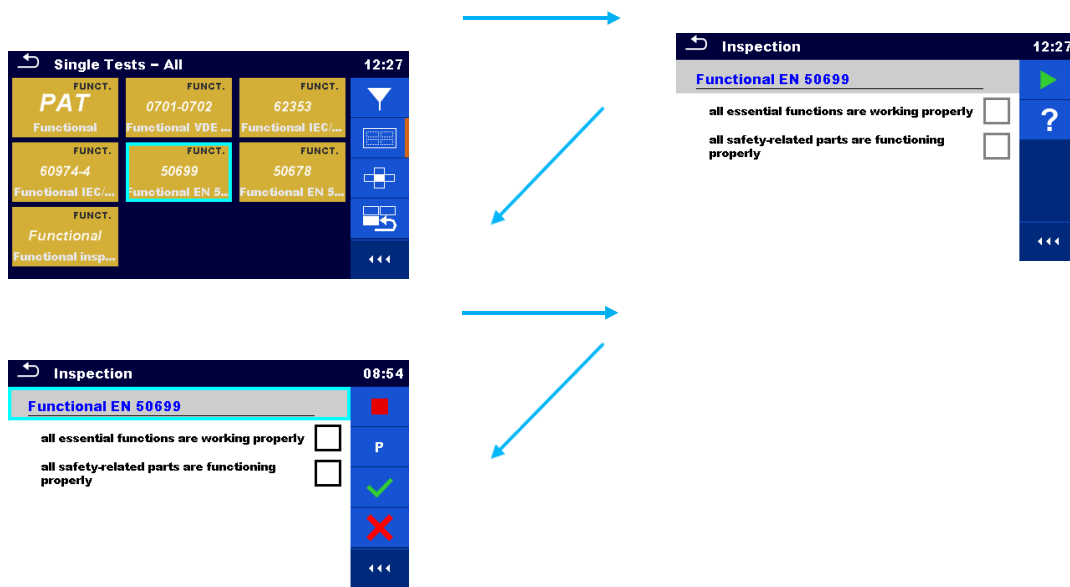 Single Tests – All 12:27
FUNCT.
PAT
Functional
FUNCT.
0701-0702
Functional VDE ...
FUNCT.
62353
Functional IEC/...
FUNCT.
60974-4
Functional IEC/...
FUNCT.
50699
Functional EN 5...
FUNCT.
50678
Functional EN 5...
FUNCT.
Functional
Functional insp...
Inspection 12:27
Functional EN 50699
all essential functions are working properly
all safety-related parts are functioning
properly
?
Inspection 08:54
Functional EN 50699
all essential functions are working properly
P
all safety-related parts are functioning
properly